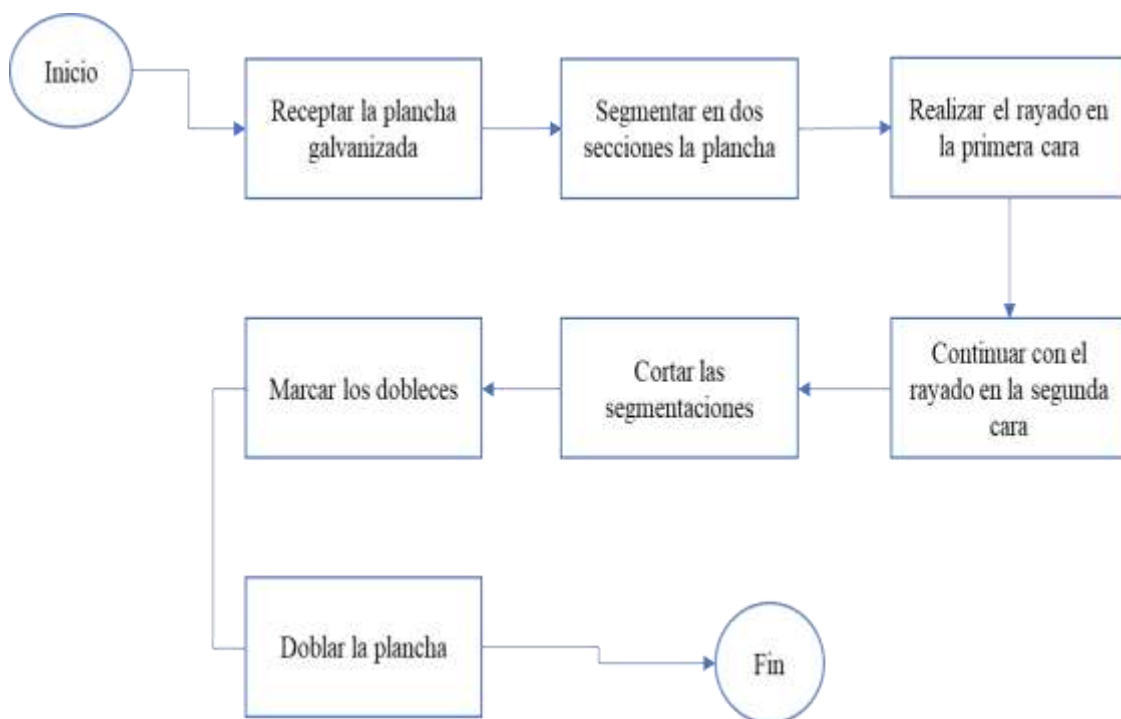 Inicio
Receptar la plancha
galvanizada
Segmentar en dos
secciones la plancha
Realizar el rayado en
la primera cara
Continuar con el
rayado en la segunda
cara
Cortar las
segmentaciones
Marcar los dobleces
Doblar la plancha
Fin